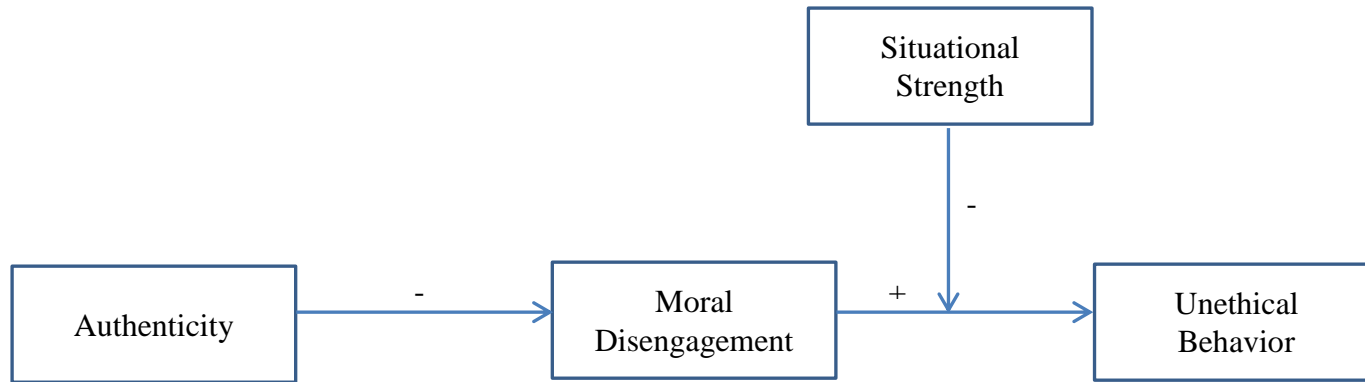 Situational
Strength
-
-
+
Authenticity
Moral
Disengagement
Unethical
Behavior